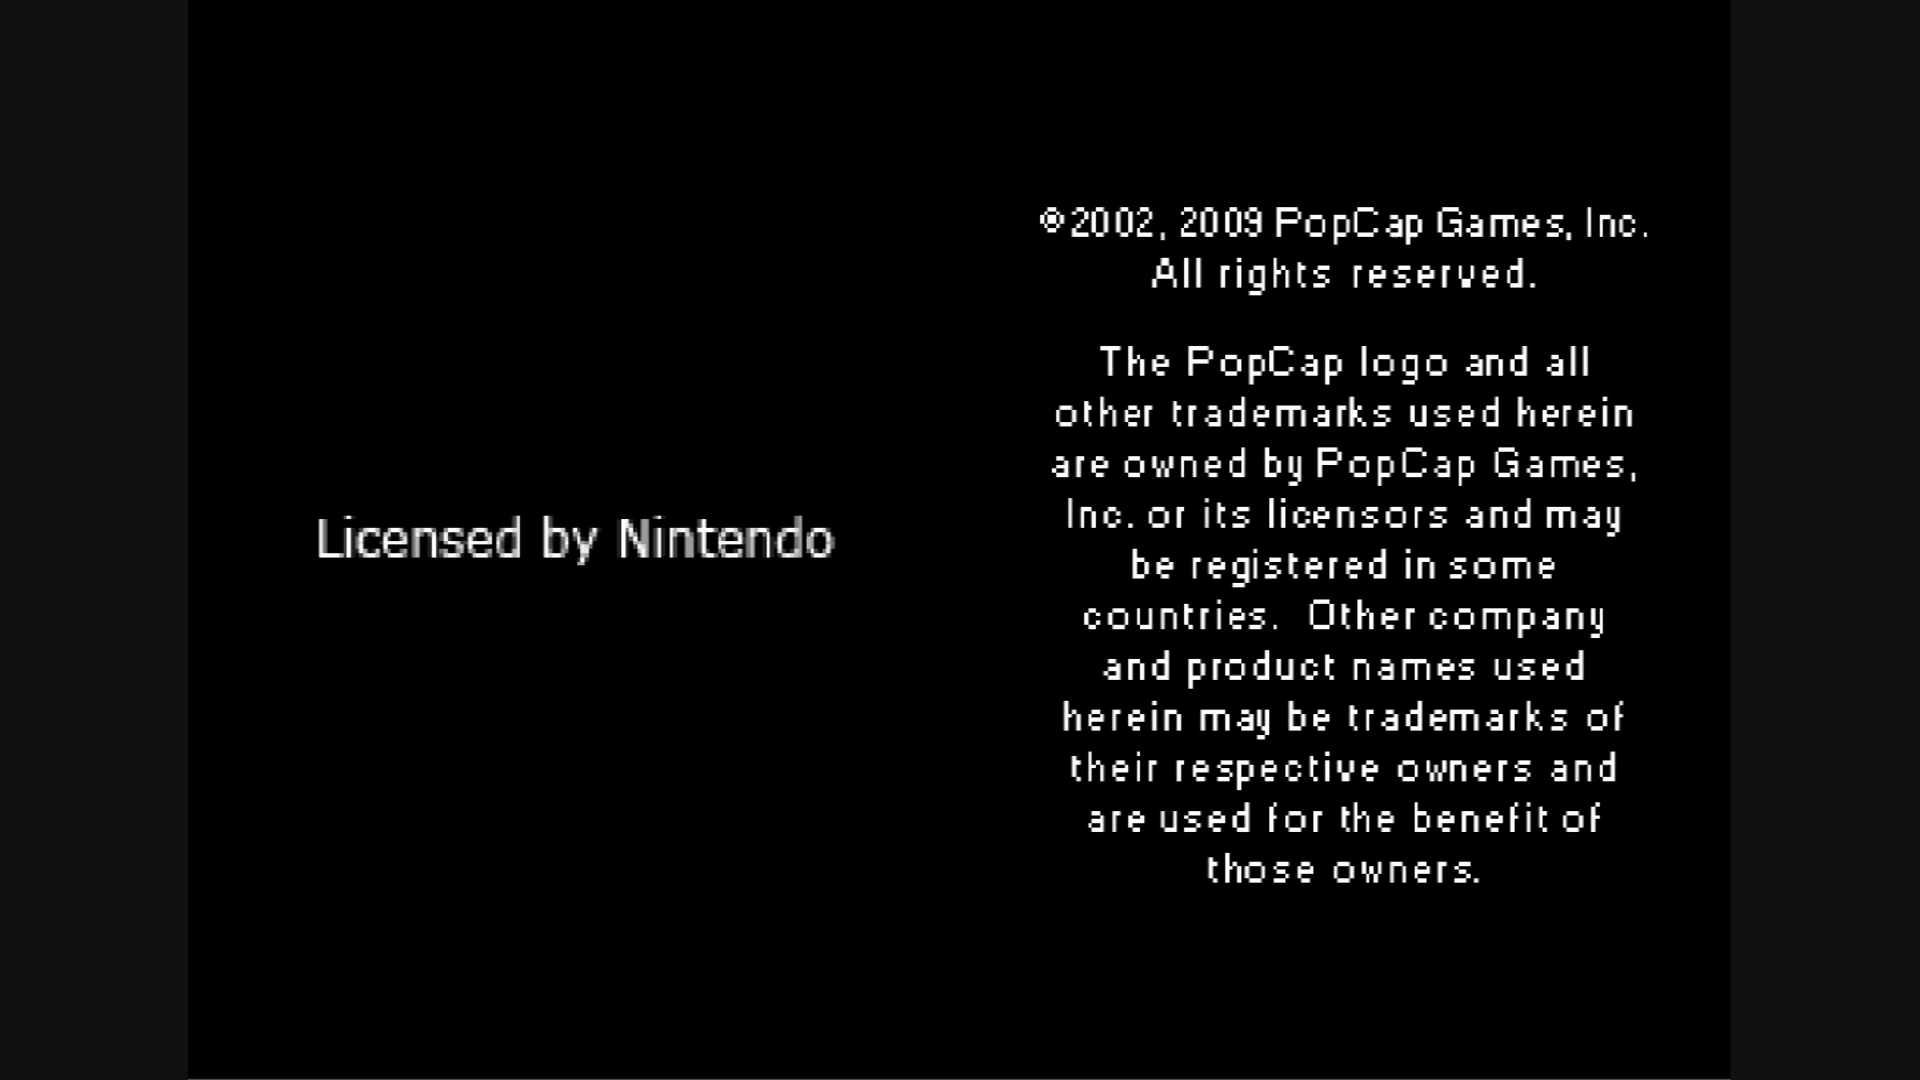 Licensed by Nintendo
©2002, 2009 PopCap Games, Inc.
All rights reserved.
The PopCap logo and all
other trademarks used herein
are owned by PopCap Games,
Inc. or its licensors and may
be registered in some
countries.  Other company
and product names used
herein may be trademarks of
their respective owners and
are used for the benefit of
those owners.